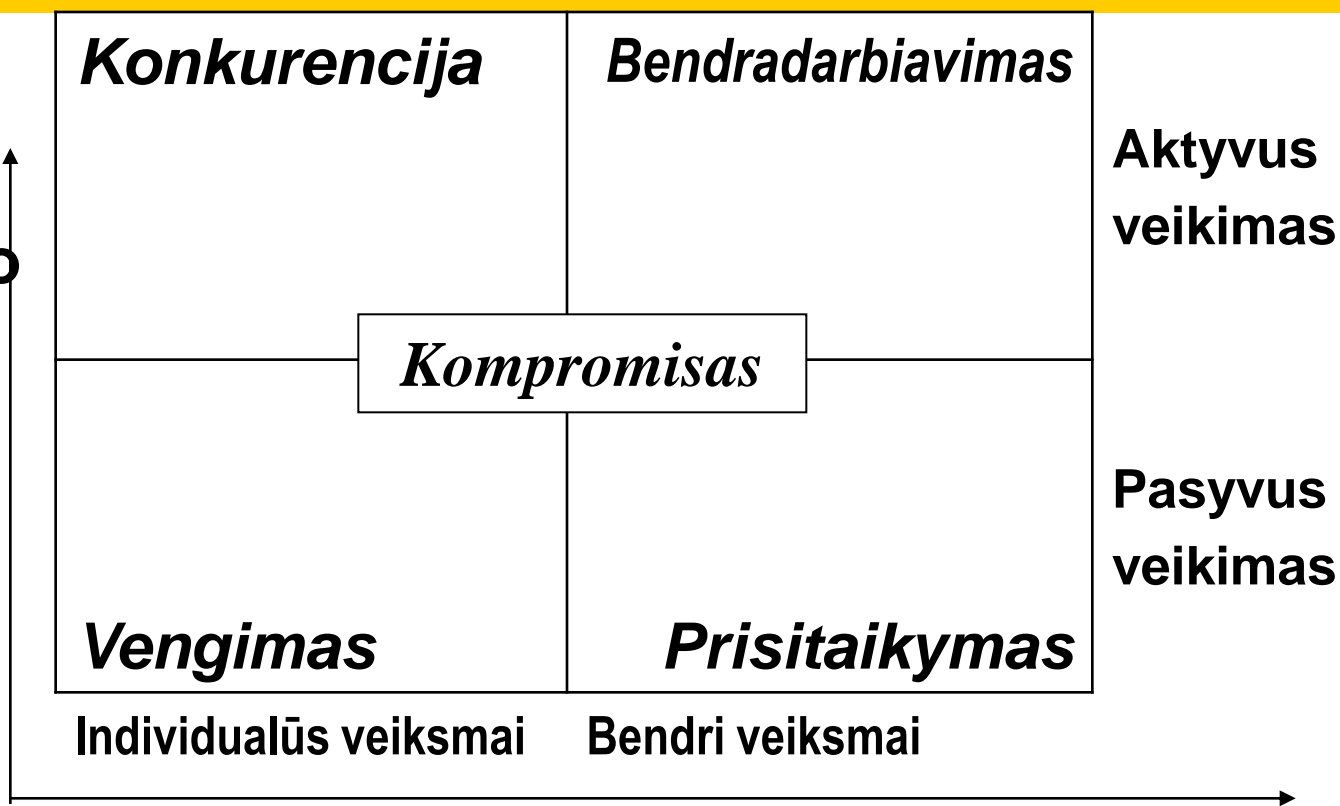 Konkurencija
Bendradarbiavimas
Aktyvus
veikimas
Kompromisas
Pasyvus
veikimas
Vengimas
Prisitaikymas
Individualūs veiksmai
Bendri veiksmai